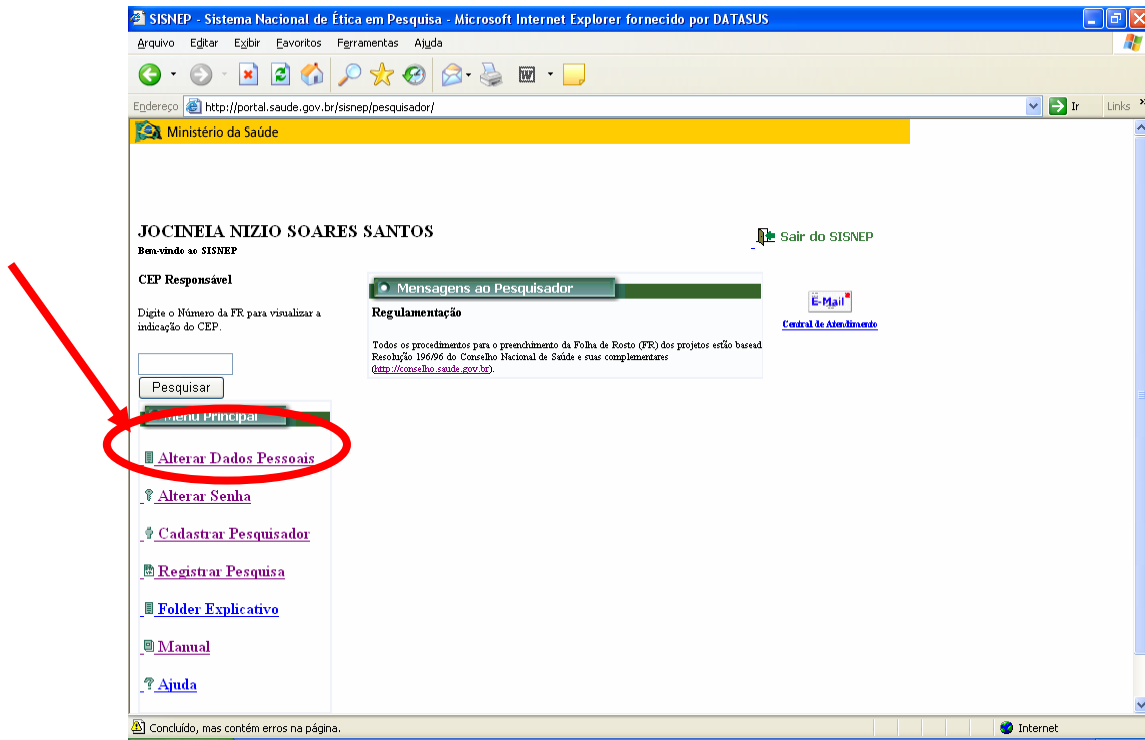 SISNEP - Sistema Nacional de Ética em Pesquisa - Microsoft Internet Explorer fornecido por DATASUS
Arquivo Editar Exibir Favoritos Ferramentas Ajuda
Endereço http://portal.saude.gov.br/sisnep/pesquisador/ Ir Links »
Ministério da Saúde
JOCINEIA NIZIO SOARES SANTOS
Bem-vindo ao SISNEP
Sair do SISNEP
CEP Responsável
Digite o Número da FR para visualizar a
indicação do CEP.
Pesquisar
Mensagens ao Pesquisador
Regulamentação
Todos os procedimentos para o preenchimento da Folha de Rosto (FR) dos projetos estão basead
Resolução 196/96 do Conselho Nacional de Saúde e suas complementares
(http://conselho.saude.gov.br).
E-Mail
Central de Atendimento
Menu Principal
Alterar Dados Pessoais
Alterar Senha
Cadastrar Pesquisador
Registrar Pesquisa
Folder Explicativo
Manual
Ajuda
Concluído, mas contém erros na página. Internet